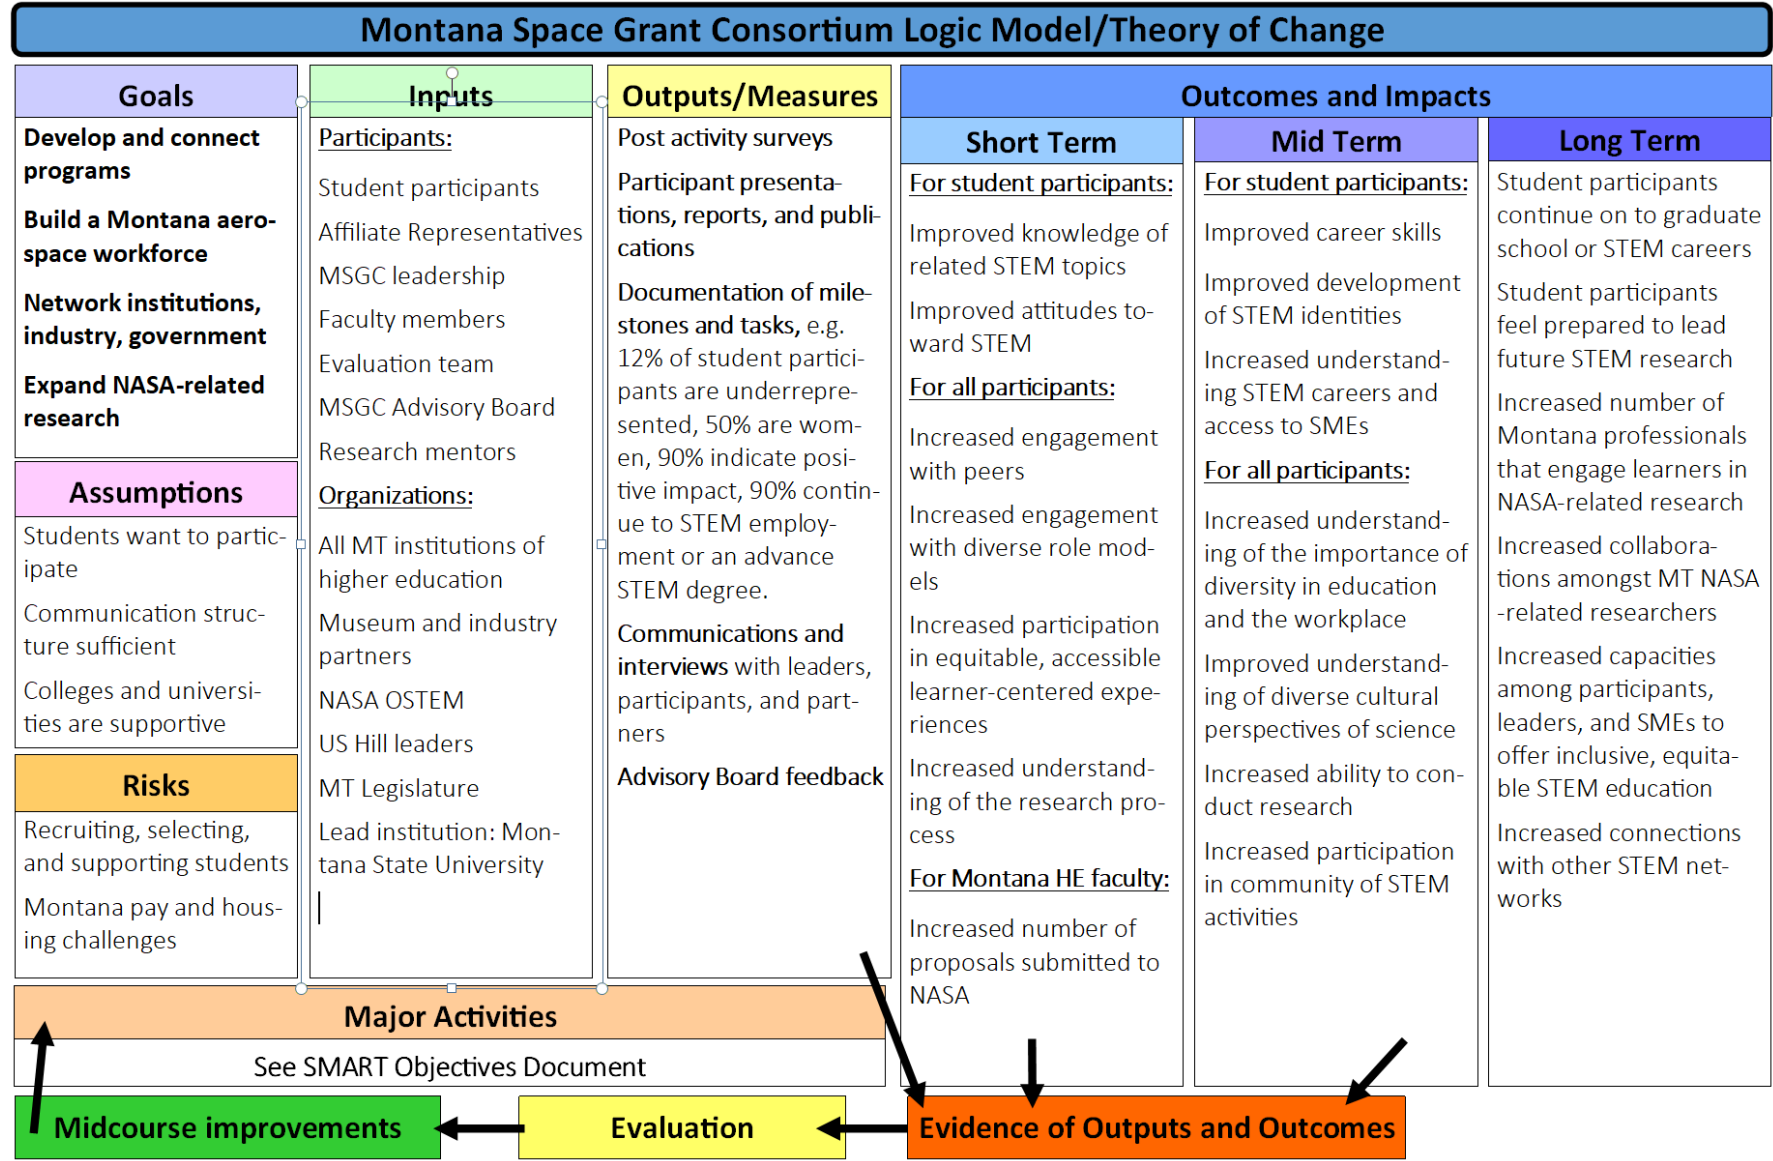 Montana Space Grant Consortium Logic Model/Theory of Change
Goals
Develop and connect
programs
Build a Montana aero-
space workforce
Network institutions,
industry, government
Expand NASA-related
research
Assumptions
Students want to partic-
ipate
Communication struc-
ture sufficient
Colleges and universi-
ties are supportive
Risks
Recruiting, selecting,
and supporting students
Montana pay and hous-
ing challenges
Inputs
Participants:
Student participants
Affiliate Representatives
MSGC leadership
Faculty members
Evaluation team
MSGC Advisory Board
Research mentors
Organizations:
All MT institutions of
higher education
Museum and industry
partners
NASA OSTEM
US Hill leaders
MT Legislature
Lead institution: Mon-
tana State University
Outputs/Measures
Post activity surveys
Participant presenta-
tions, reports, and publi-
cations
Documentation of mile-
stones and tasks, e.g.
12% of student partici-
pants are underrepre-
sented, 50% are wom-
en, 90% indicate posi-
tive impact, 90% contin-
ue to STEM employ-
ment or an advance
STEM degree.
Communications and
interviews with leaders,
participants, and part-
ners
Advisory Board feedback
Outcomes and Impacts
Short Term
For student participants:
Improved knowledge of
related STEM topics
Improved attitudes to-
ward STEM
For all participants:
Increased engagement
with peers
Increased engagement
with diverse role mod-
els
Increased participation
in equitable, accessible
learner-centered expe-
riences
Increased understand-
ing of the research pro-
cess
For Montana HE faculty:
Increased number of
proposals submitted to
NASA
Mid Term
For student participants:
Improved career skills
Improved development
of STEM identities
Increased understand-
ing STEM careers and
access to SMEs
For all participants:
Increased understand-
ing of the importance of
diversity in education
and the workplace
Improved understand-
ing of diverse cultural
perspectives of science
Increased ability to con-
duct research
Increased participation
in community of STEM
activities
Long Term
Student participants
continue on to graduate
school or STEM careers
Student participants
feel prepared to lead
future STEM research
Increased number of
Montana professionals
that engage learners in
NASA-related research
Increased collabora-
tions amongst MT NASA
-related researchers
Increased capacities
among participants,
leaders, and SMEs to
offer inclusive, equita-
ble STEM education
Increased connections
with other STEM net-
works
Major Activities
See SMART Objectives Document
Midcourse improvements
Evaluation
Evidence of Outputs and Outcomes